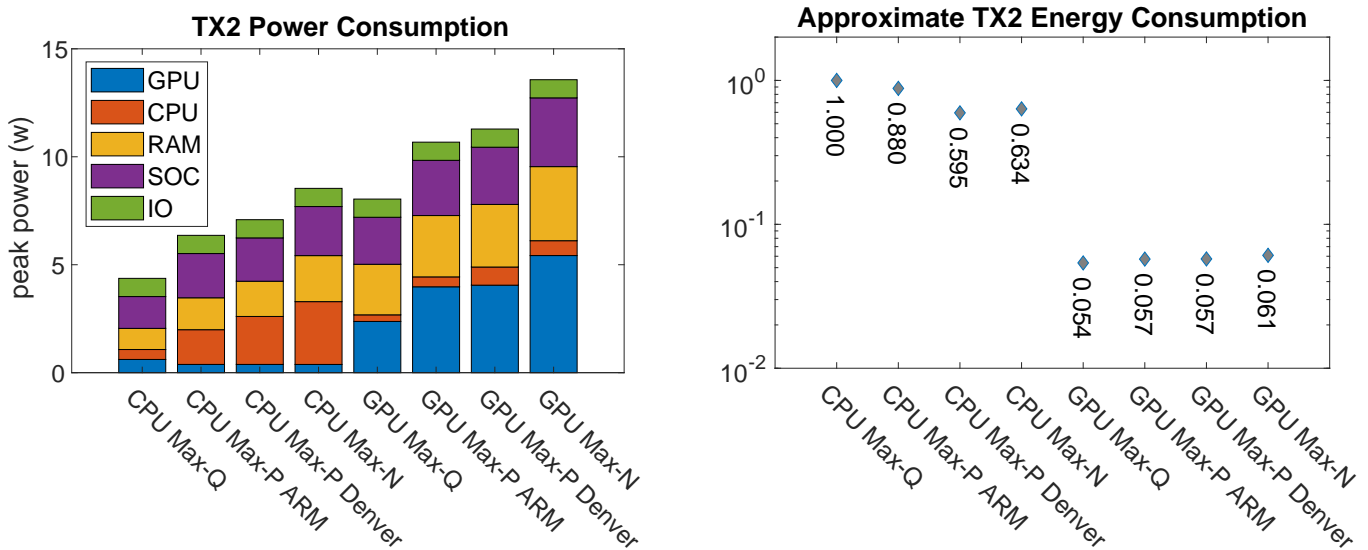 TX2 Power Consumption
15
10
5
0
peak power (w)
GPU
CPU
RAM
SOC
IO
CPU Max-Q
CPU Max-P ARM
CPU Max-P Denver
CPU Max-N
GPU Max-Q
GPU Max-P ARM
GPU Max-P Denver
GPU Max-N
Approximate TX2 Energy Consumption
10^0
10^-1
10^-2
1.000
0.880
0.595
0.634
0.054
0.057
0.057
0.061
CPU Max-Q
CPU Max-P ARM
CPU Max-P Denver
CPU Max-N
GPU Max-Q
GPU Max-P ARM
GPU Max-P Denver
GPU Max-N